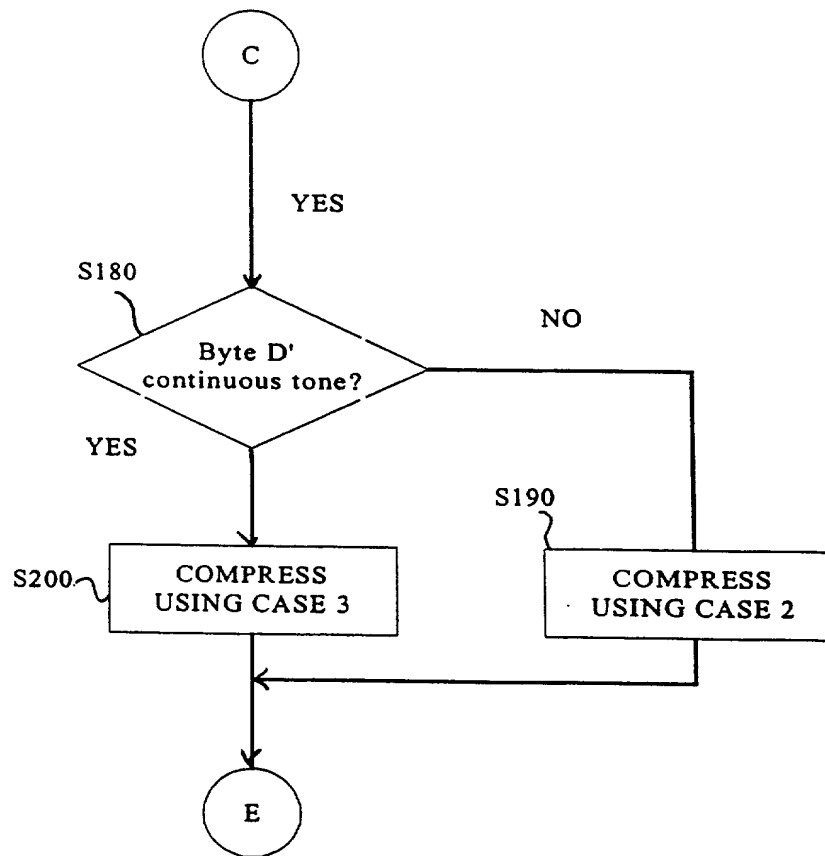 C
YES
S180
NO
Byte D'
continuous tone?
YES
S190
S200
COMPRESS
USING CASE 3
COMPRESS
USING CASE 2
E